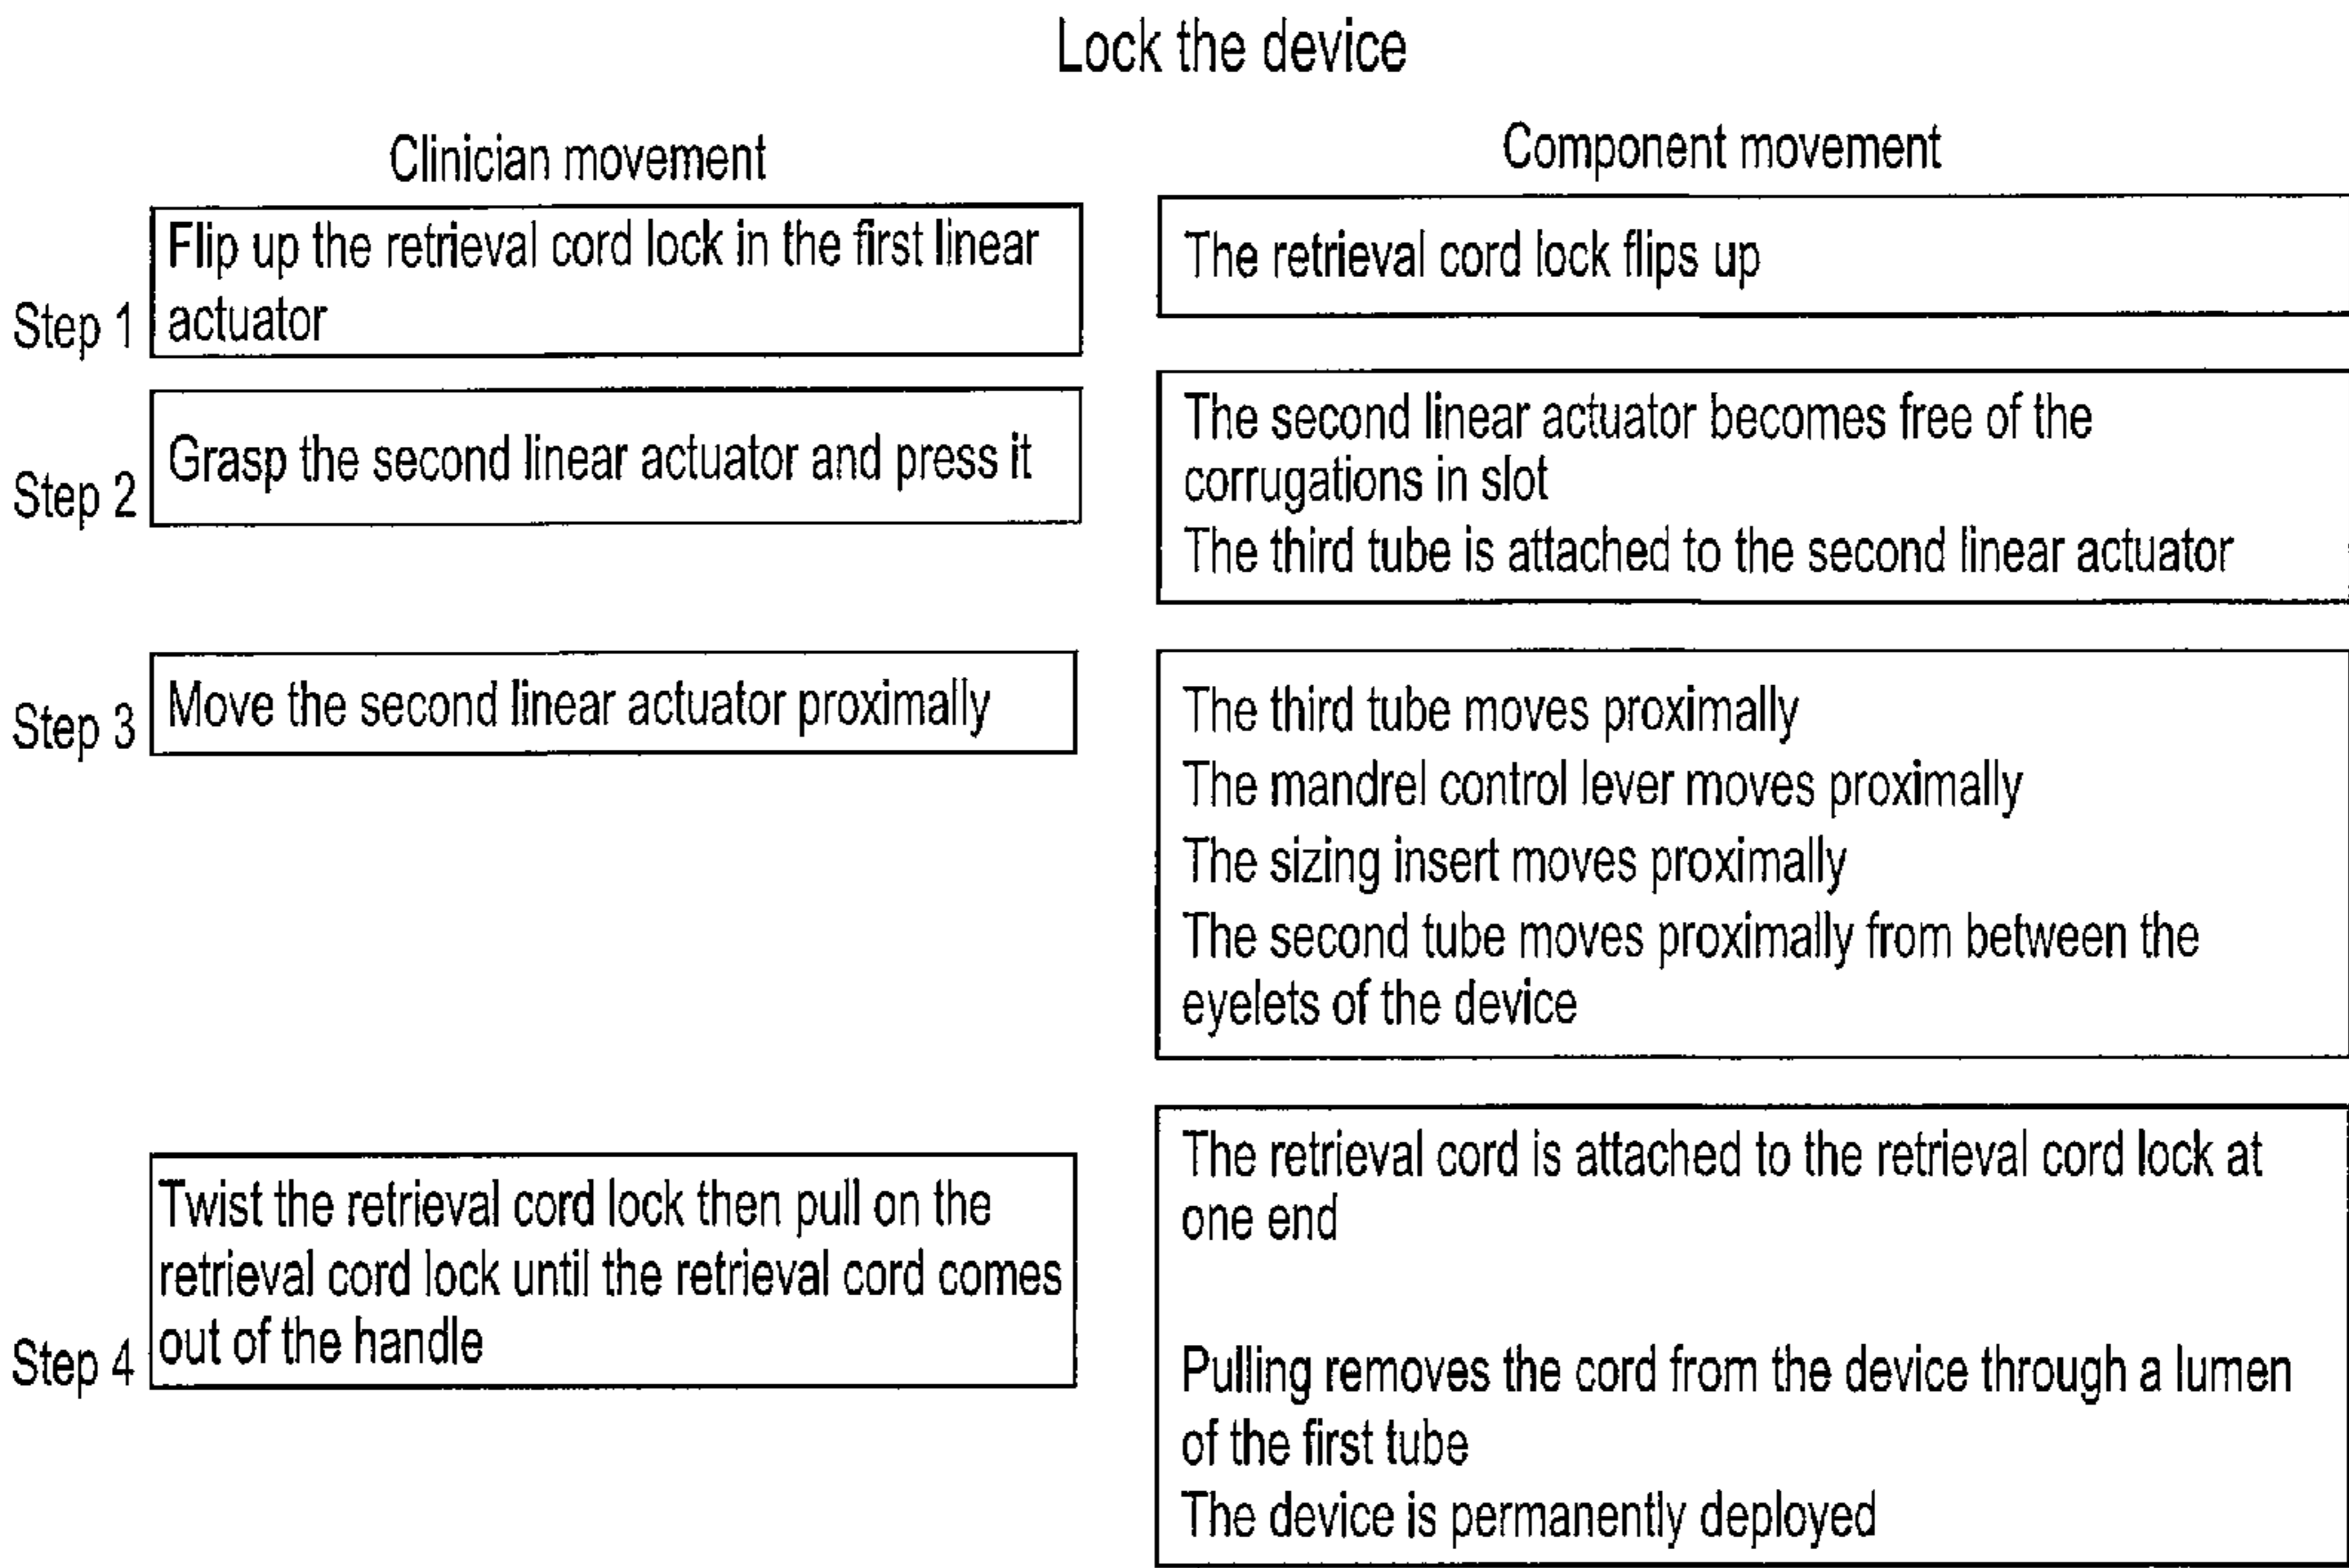 Lock the device
Clinician movement
Component movement
Step 1
Flip up the retrieval cord lock in the first linear
actuator
The retrieval cord lock flips up
Step 2
Grasp the second linear actuator and press it
The second linear actuator becomes free of the
corrugations in slot
The third tube is attached to the second linear actuator
Step 3
Move the second linear actuator proximally
The third tube moves proximally
The mandrel control lever moves proximally
The sizing insert moves proximally
The second tube moves proximally from between the
eyelets of the device
Step 4
Twist the retrieval cord lock then pull on the
retrieval cord lock until the retrieval cord comes
out of the handle
The retrieval cord is attached to the retrieval cord lock at
one end
Pulling removes the cord from the device through a lumen
of the first tube
The device is permanently deployed